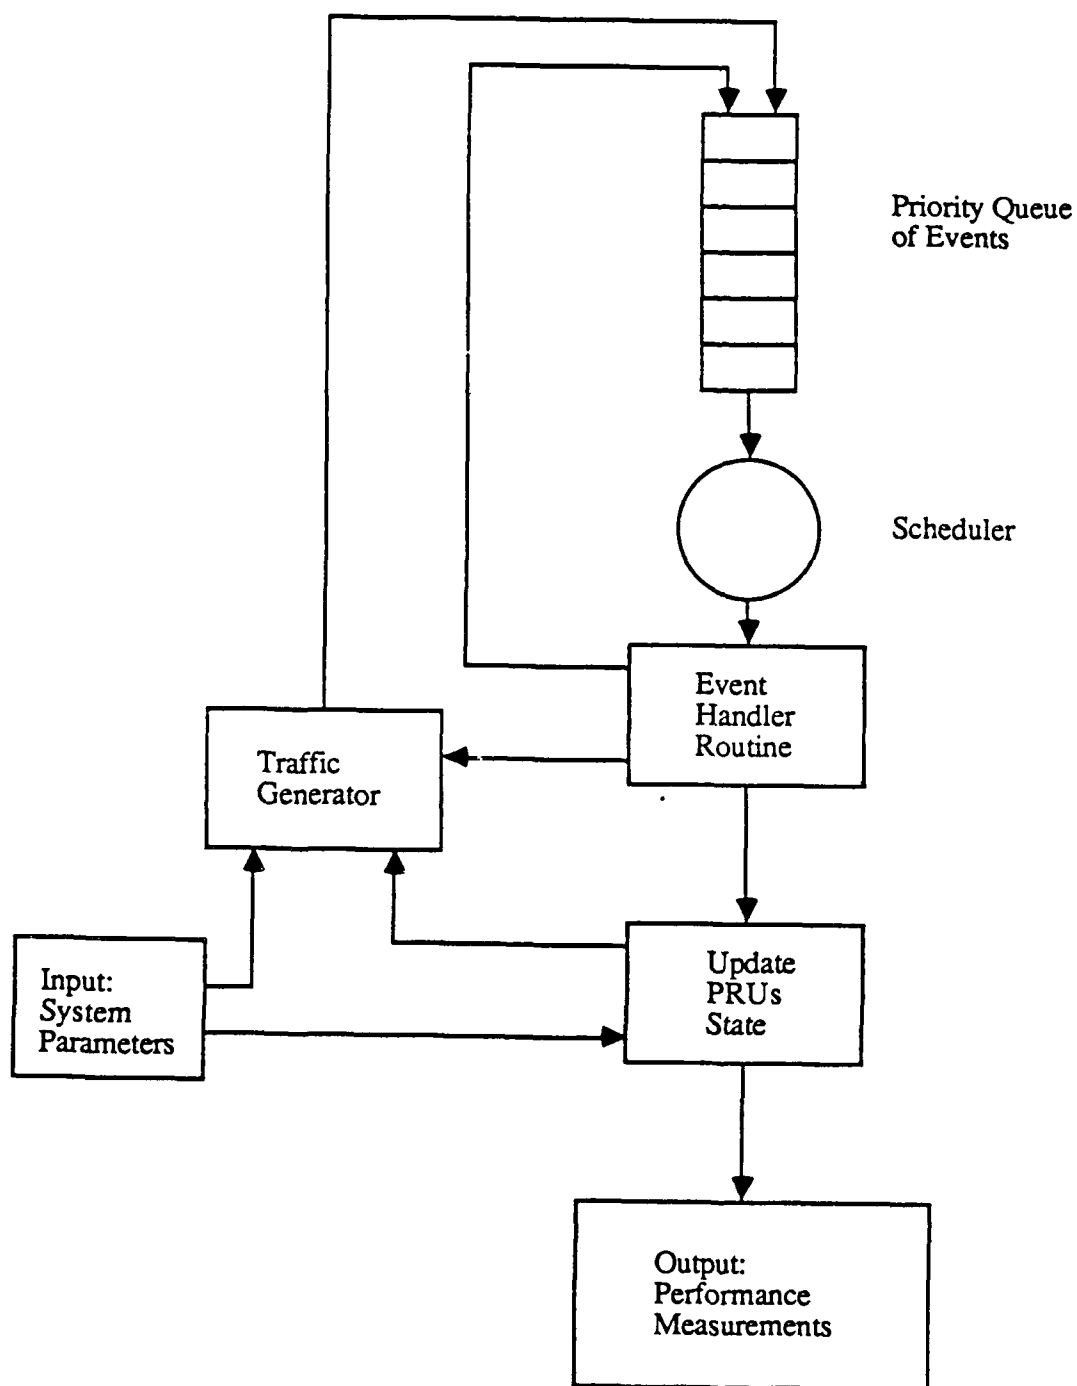 Priority Queue
of Events
Scheduler
Event
Handler
Routine
Traffic
Generator
Input:
System
Parameters
Update
PRUs
State
Output:
Performance
Measurements